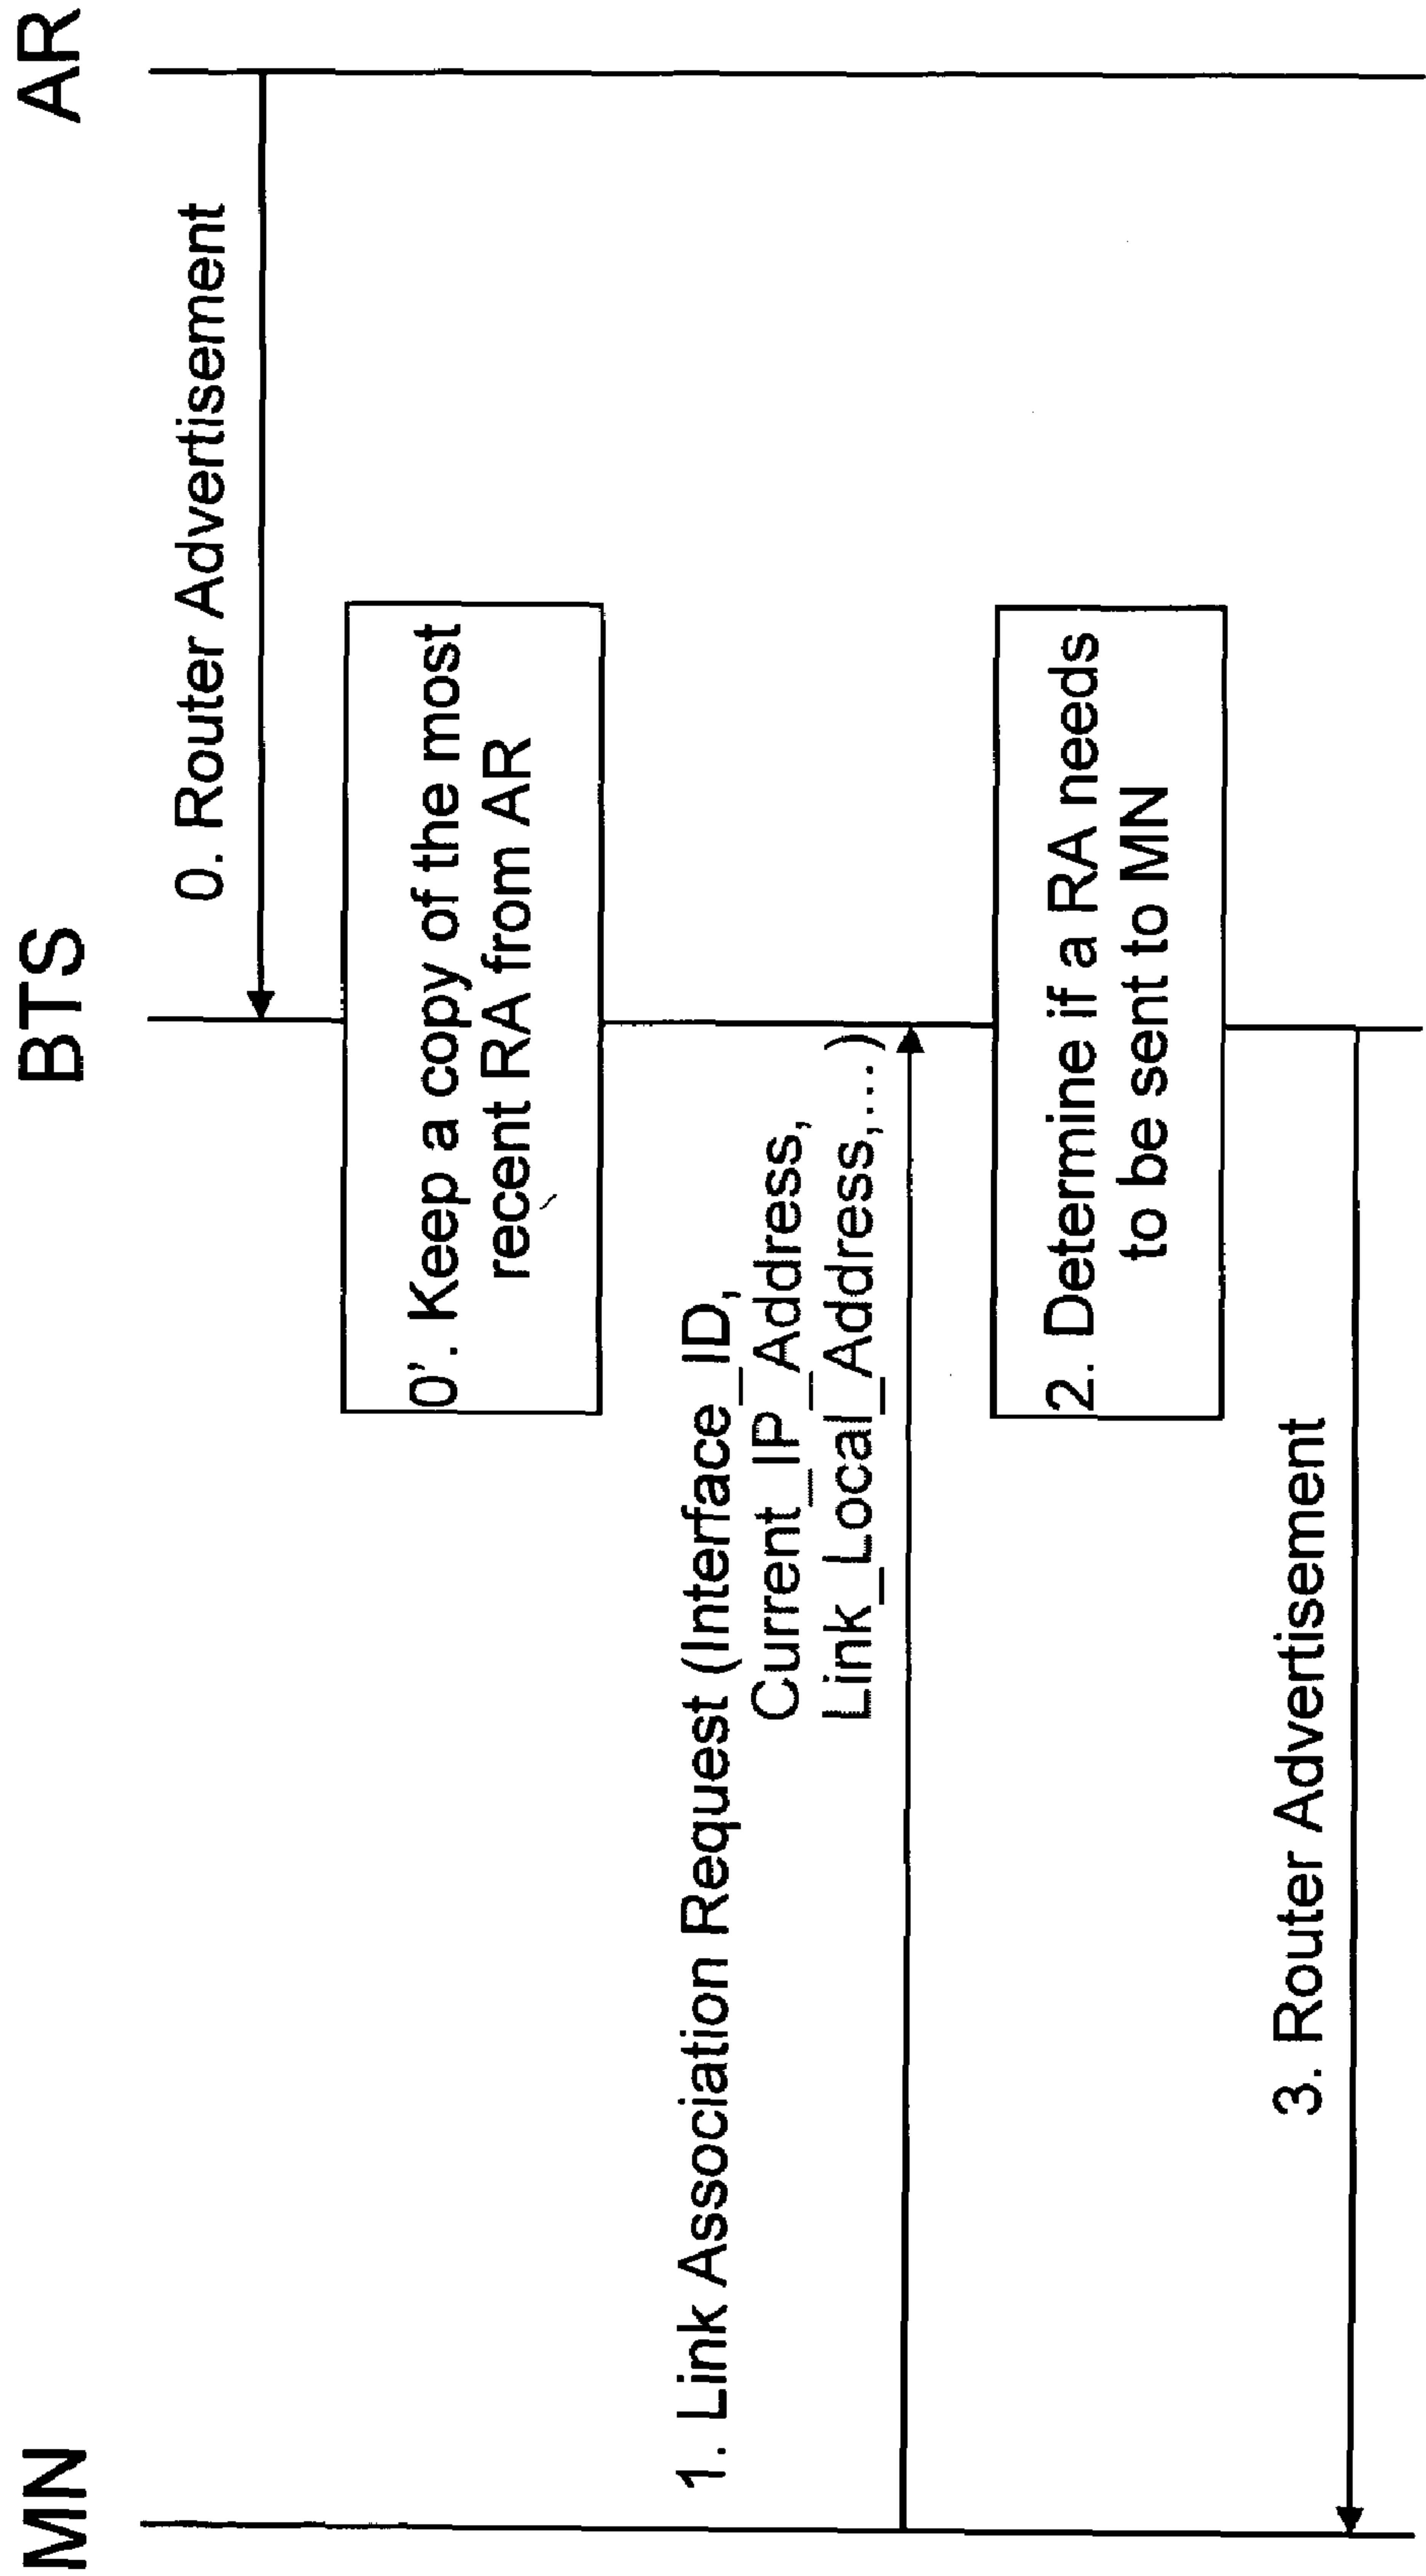 MN
BTS
AR
0. Router Advertisement
0'. Keep a copy of the most
recent RA from AR
1. Link Association Request (Interface_ID,
Current_IP_Address,
Link_Local_Address,...)
2. Determine if a RA needs
to be sent to MN
3. Router Advertisement